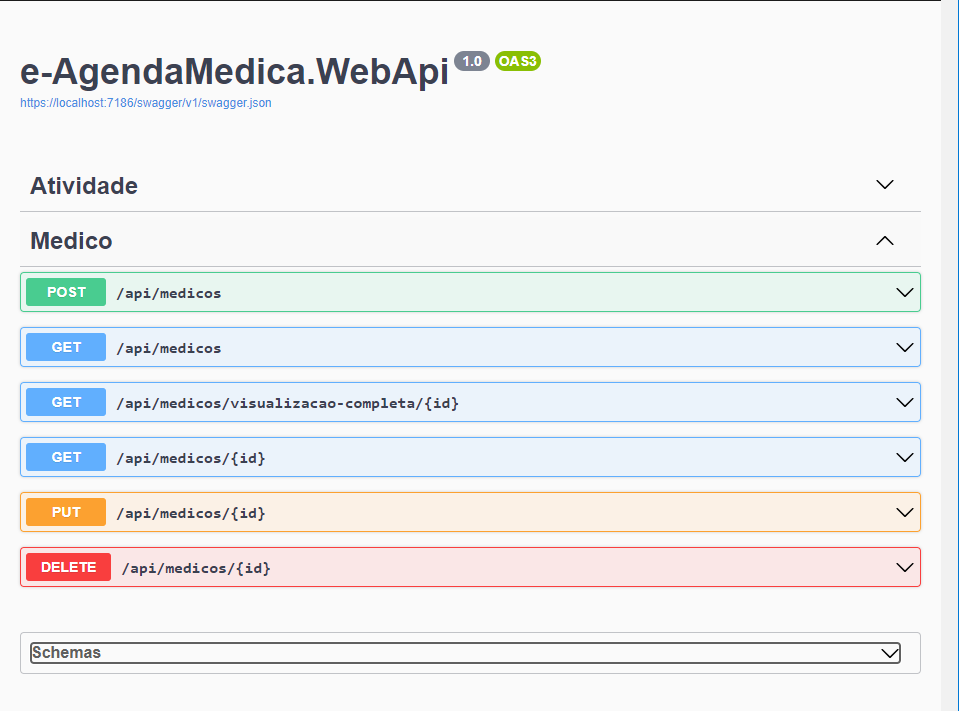 e-AgendaMedica.WebApi 1.0 OAS3
https://localhost:7186/swagger/v1/swagger.json
Atividade
Medico
POST /api/medicos
GET /api/medicos
GET /api/medicos/visualizacao-completa/{id}
GET /api/medicos/{id}
PUT /api/medicos/{id}
DELETE /api/medicos/{id}
Schemas